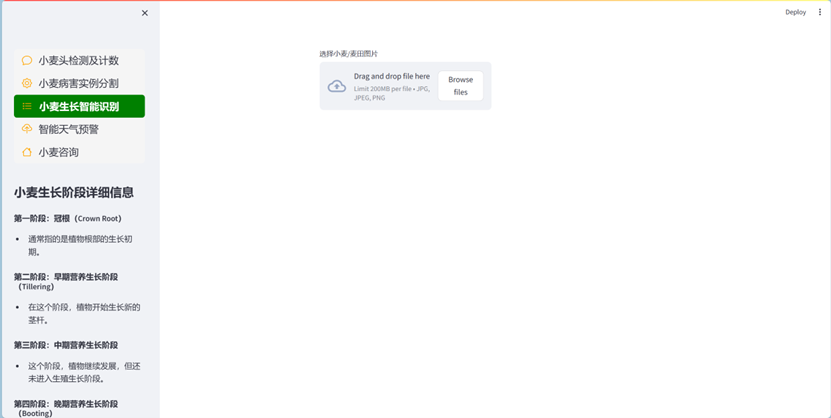 Deploy
小麦头检测及计数
小麦病害实例分割
小麦生长智能识别
智能天气预警
小麦咨询
小麦生长阶段详细信息
第一阶段：冠根（Crown Root）
通常指的是植物根部的生长初
期。
第二阶段：早期营养生长阶段
（Tillering）
在这个阶段，植物开始生长新的
茎秆。
第三阶段：中期营养生长阶段
这个阶段，植物继续发展，但还
未进入生殖生长阶段。
第四阶段：晚期营养生长阶段
（Booting）
选择小麦/麦田图片
Drag and drop file here
Limit 200MB per file • JPG,
JPEG, PNG
Browse
files